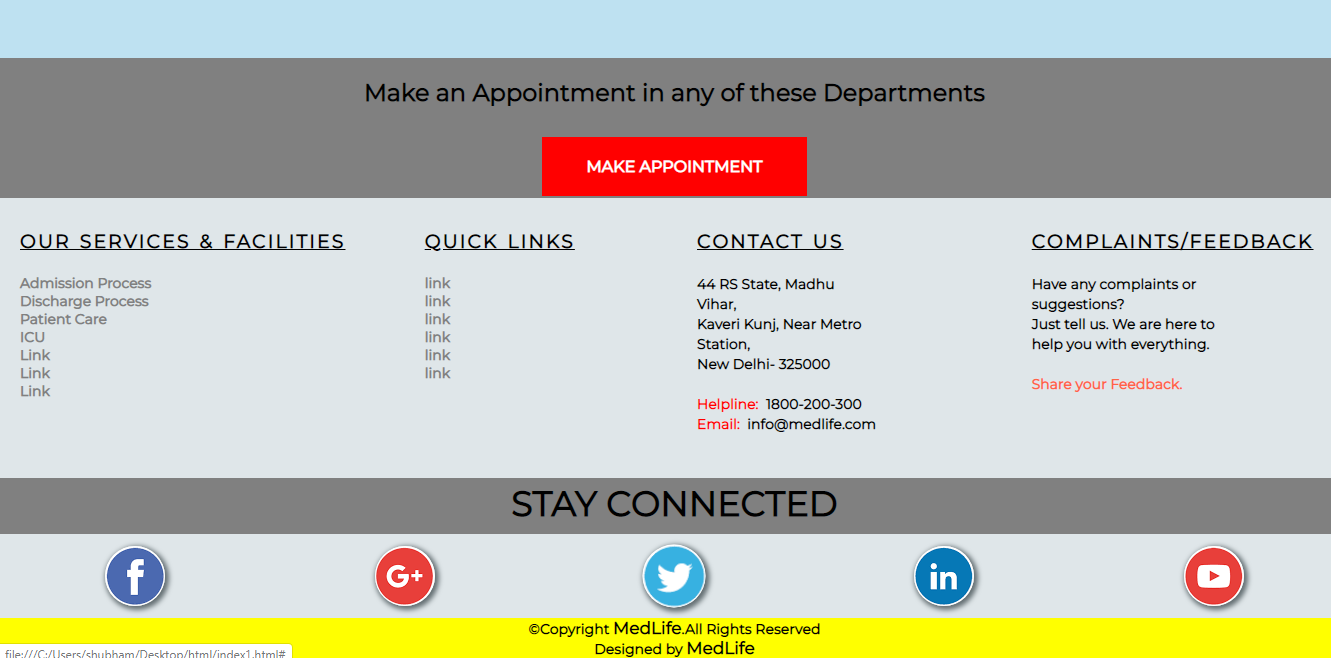 Make an Appointment in any of these Departments
MAKE APPOINTMENT
OUR SERVICES & FACILITIES
Admission Process
Discharge Process
Patient Care
ICU
Link
Link
Link
QUICK LINKS
link
link
link
link
link
link
CONTACT US
44 RS State, Madhu
Vihar,
Kaveri Kunj, Near Metro
Station,
New Delhi- 325000
Helpline: 1800-200-300
Email: info@medlife.com
COMPLAINTS/FEEDBACK
Have any complaints or
suggestions?
Just tell us. We are here to
help you with everything.
Share your Feedback.
STAY CONNECTED
f
G+
in
©Copyright MedLife.All Rights Reserved
Designed by MedLife
file:///C:/Users/shubham/Desktop/html/index1.html#